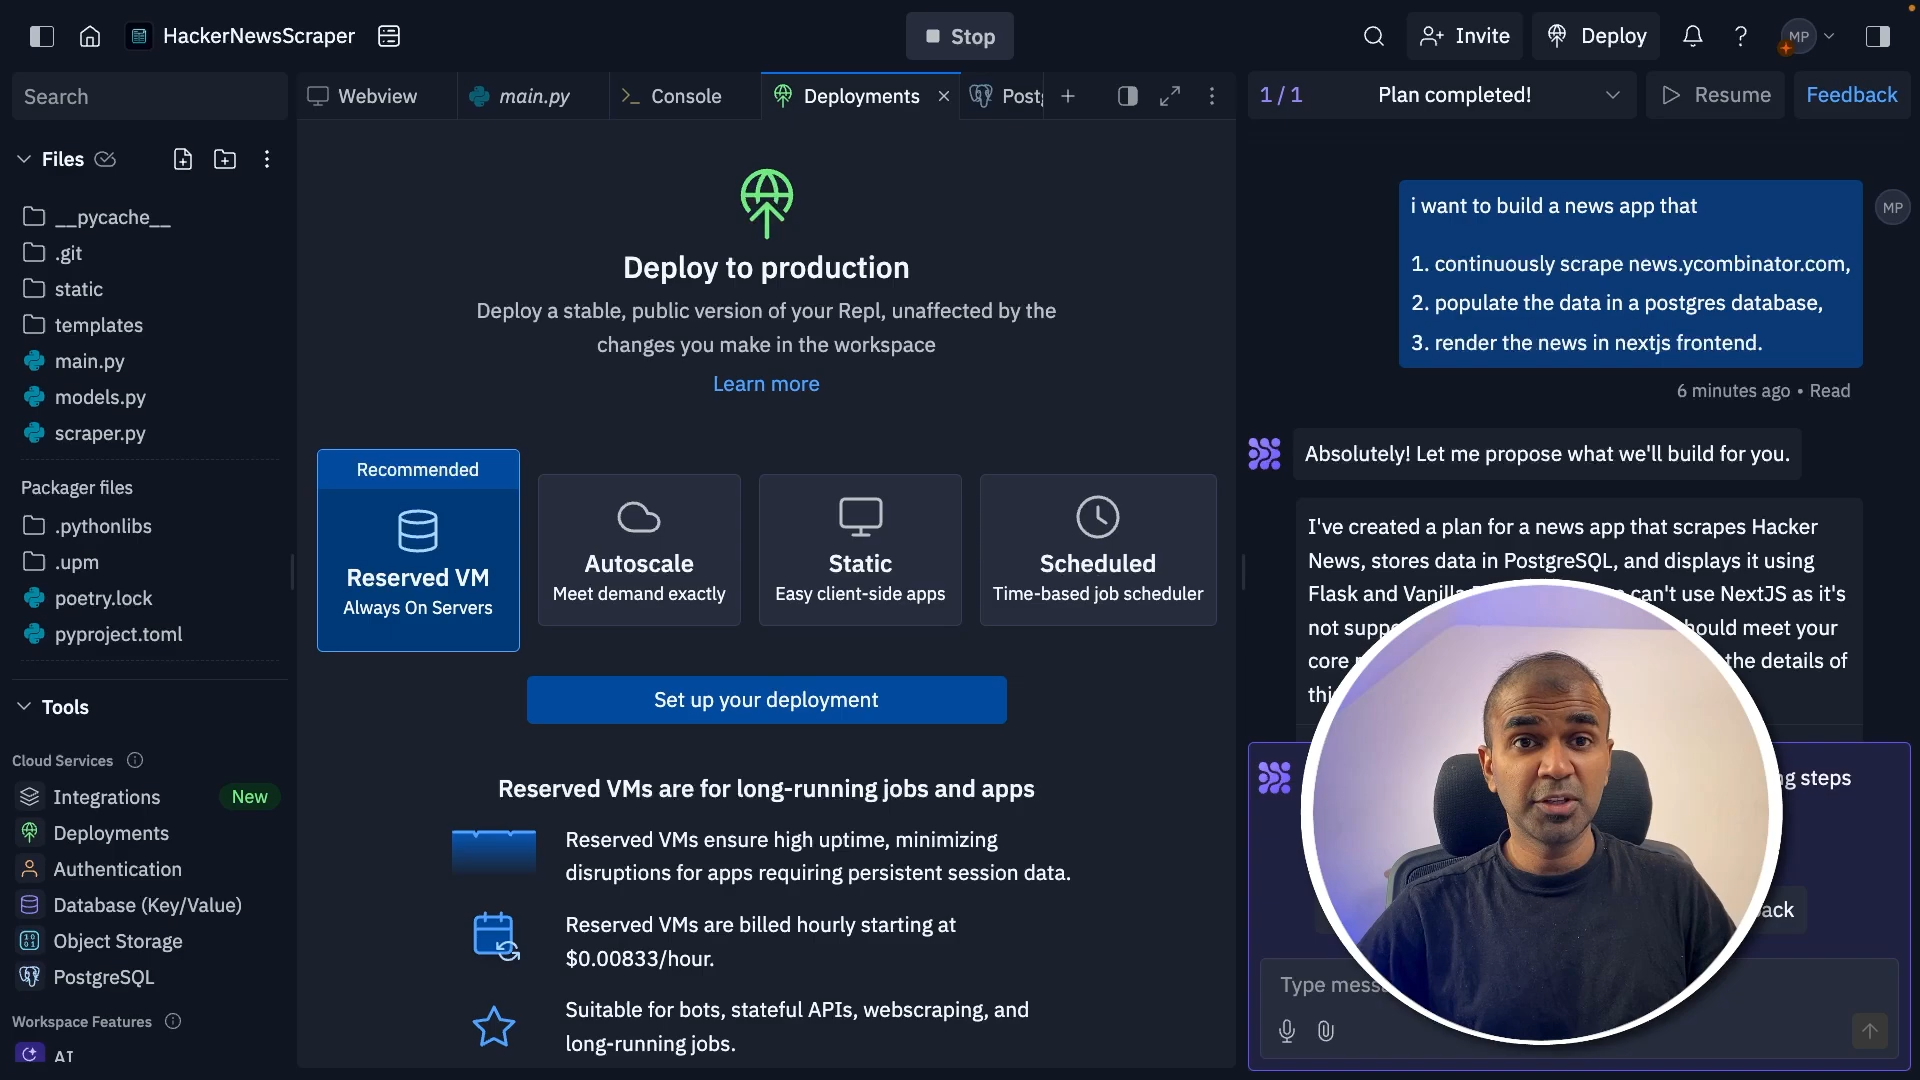 HackerNewsScraper
Stop
Invite
Deploy
?
MP
Search
Webview
main.py
Console
Deployments
Post
1 / 1
Plan completed!
Resume
Feedback
Files
__pycache__
.git
static
templates
main.py
models.py
scraper.py
Packager files
.pythonlibs
.upm
poetry.lock
pyproject.toml
Tools
Cloud Services
Integrations
New
Deployments
Authentication
Database (Key/Value)
Object Storage
PostgreSQL
Workspace Features
AI
Deploy to production
Deploy a stable, public version of your Repl, unaffected by the
changes you make in the workspace
Learn more
Recommended
Reserved VM
Always On Servers
Autoscale
Meet demand exactly
Static
Easy client-side apps
Scheduled
Time-based job scheduler
Set up your deployment
Reserved VMs are for long-running jobs and apps
Reserved VMs ensure high uptime, minimizing
disruptions for apps requiring persistent session data.
Reserved VMs are billed hourly starting at
$0.00833/hour.
Suitable for bots, stateful APIs, webscraping, and
long-running jobs.
i want to build a news app that
MP
1. continuously scrape news.ycombinator.com,
2. populate the data in a postgres database,
3. render the news in nextjs frontend.
6 minutes ago • Read
Absolutely! Let me propose what we'll build for you.
I've created a plan for a news app that scrapes Hacker
News, stores data in PostgreSQL, and displays it using
Flask and Vanilla can't use NextJS as it's
not meet your
core the details of
steps
Type